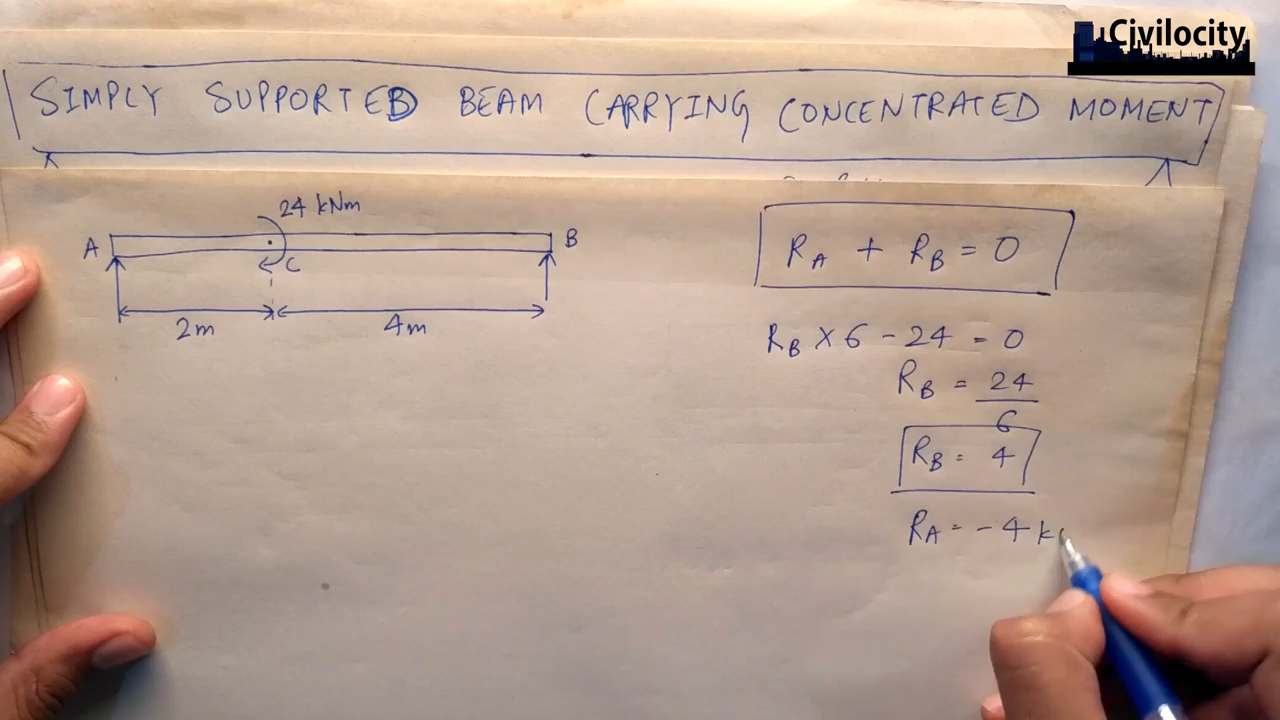 Civilocity
SIMPLY SUPPORTED BEAM CARRYING CONCENTRATED MOMENT
24 kNm
A
B
C
2m
4m
RA + RB = 0
RB × 6 - 24 = 0
RB = 24
6
RB = 4
RA = -4 k